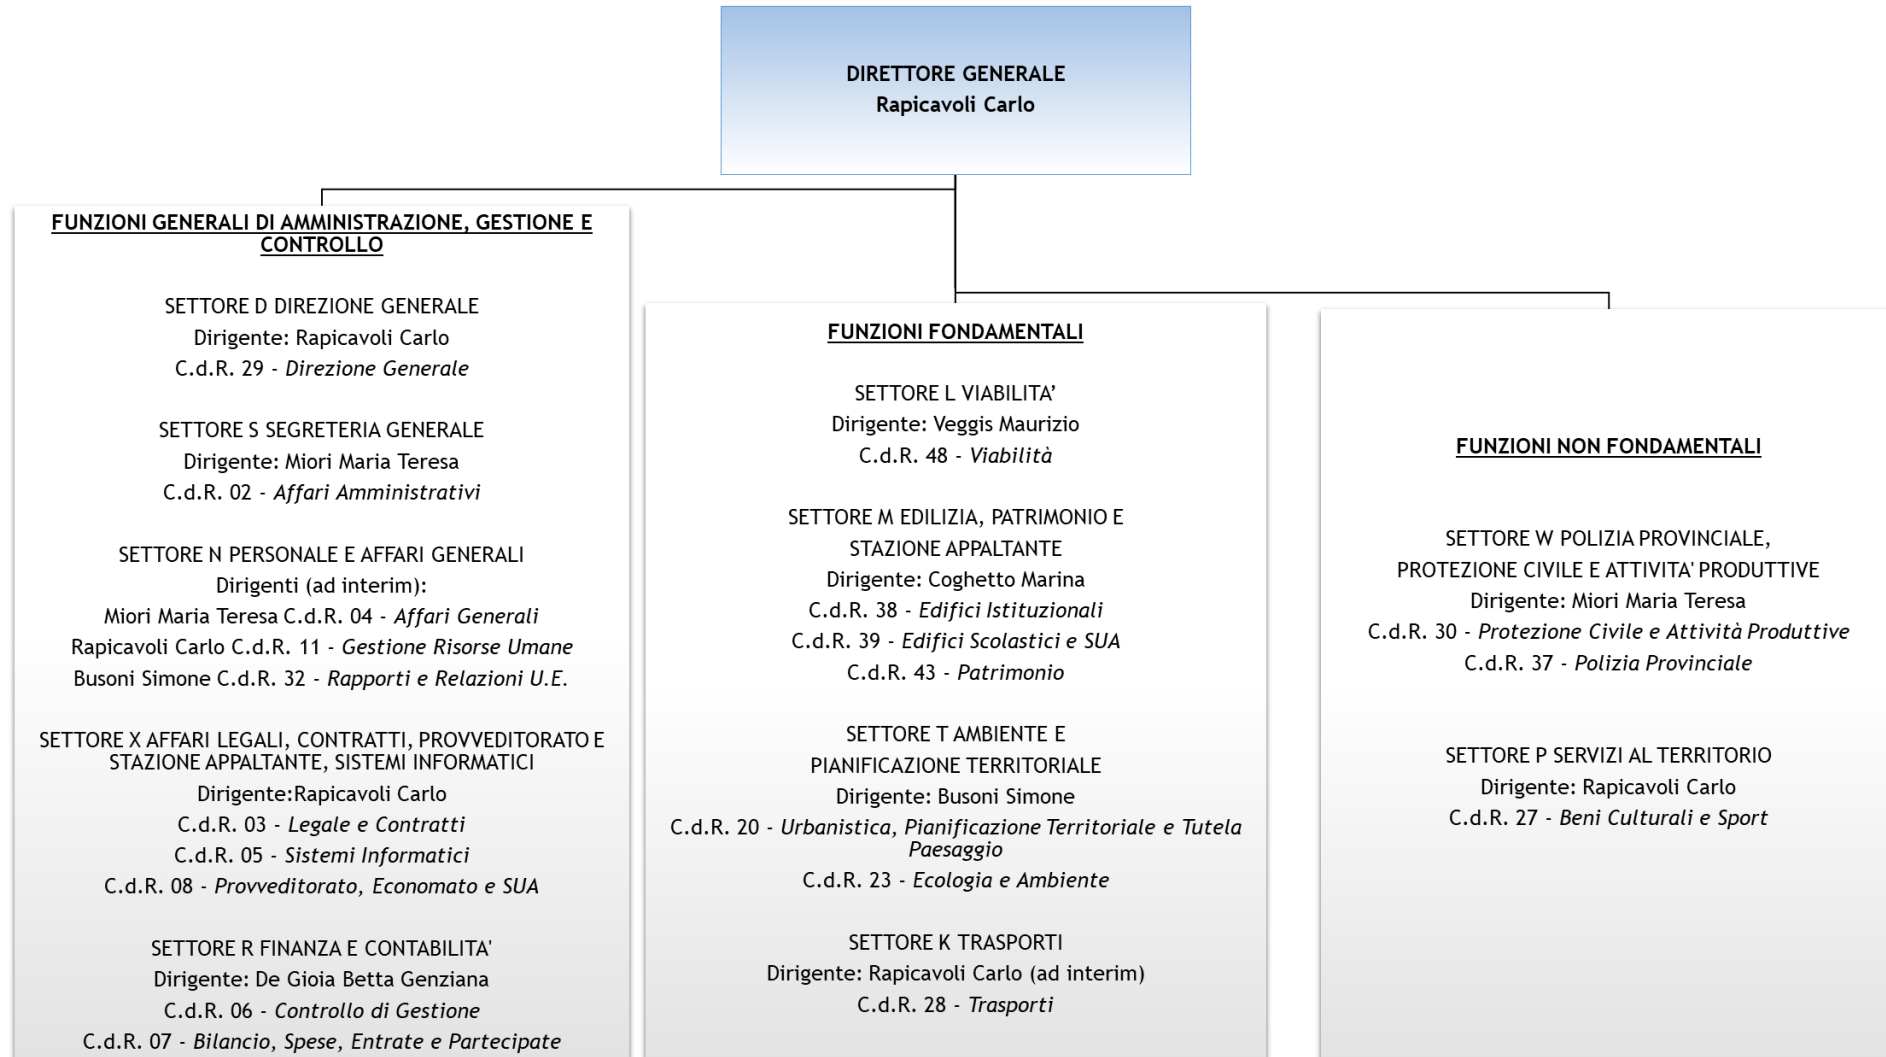 DIRETTORE GENERALE
Rapicavoli Carlo
FUNZIONI GENERALI DI AMMINISTRAZIONE, GESTIONE E
CONTROLLO
SETTORE D DIREZIONE GENERALE
Dirigente: Rapicavoli Carlo
C.d.R. 29 - Direzione Generale
SETTORE S SEGRETERIA GENERALE
Dirigente: Miori Maria Teresa
C.d.R. 02 - Affari Amministrativi
SETTORE N PERSONALE E AFFARI GENERALI
Dirigenti (ad interim):
Miori Maria Teresa C.d.R. 04 - Affari Generali
Rapicavoli Carlo C.d.R. 11 - Gestione Risorse Umane
Busoni Simone C.d.R. 32 - Rapporti e Relazioni U.E.
SETTORE X AFFARI LEGALI, CONTRATTI, PROVVEDITORATO E
STAZIONE APPALTANTE, SISTEMI INFORMATICI
Dirigente:Rapicavoli Carlo
C.d.R. 03 - Legale e Contratti
C.d.R. 05 - Sistemi Informatici
C.d.R. 08 - Provveditorato, Economato e SUA
SETTORE R FINANZA E CONTABILITA'
Dirigente: De Gioia Betta Genziana
C.d.R. 06 - Controllo di Gestione
C.d.R. 07 - Bilancio, Spese, Entrate e Partecipate
FUNZIONI FONDAMENTALI
SETTORE L VIABILITA’
Dirigente: Veggis Maurizio
C.d.R. 48 - Viabilità
SETTORE M EDILIZIA, PATRIMONIO E
STAZIONE APPALTANTE
Dirigente: Coghetto Marina
C.d.R. 38 - Edifici Istituzionali
C.d.R. 39 - Edifici Scolastici e SUA
C.d.R. 43 - Patrimonio
SETTORE T AMBIENTE E
PIANIFICAZIONE TERRITORIALE
Dirigente: Busoni Simone
C.d.R. 20 - Urbanistica, Pianificazione Territoriale e Tutela
Paesaggio
C.d.R. 23 - Ecologia e Ambiente
SETTORE K TRASPORTI
Dirigente: Rapicavoli Carlo (ad interim)
C.d.R. 28 - Trasporti
FUNZIONI NON FONDAMENTALI
SETTORE W POLIZIA PROVINCIALE,
PROTEZIONE CIVILE E ATTIVITA' PRODUTTIVE
Dirigente: Miori Maria Teresa
C.d.R. 30 - Protezione Civile e Attività Produttive
C.d.R. 37 - Polizia Provinciale
SETTORE P SERVIZI AL TERRITORIO
Dirigente: Rapicavoli Carlo
C.d.R. 27 - Beni Culturali e Sport